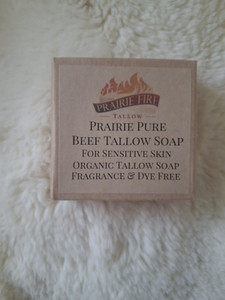 PRAIRIE FIRE
TALLOW
PRAIRIE PURE
BEEF TALLOW SOAP
FOR SENSITIVE SKIN
ORGANIC TALLOW SOAP
FRAGRANCE & DYE FREE